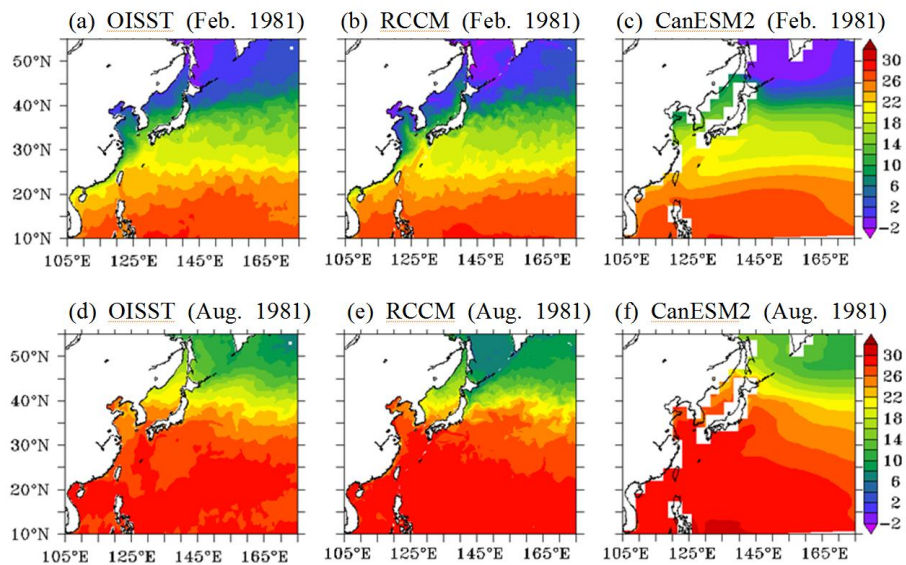 (a) OISST (Feb. 1981) (b) RCCM (Feb. 1981) (c) CanESM2 (Feb. 1981)
50°N
40°N
30°N
20°N
10°N
105°E 125°E 145°E 165°E 105°E 125°E 145°E 165°E 105°E 125°E 145°E 165°E
30
26
22
18
14
10
6
2
-2
(d) OISST (Aug. 1981) (e) RCCM (Aug. 1981) (f) CanESM2 (Aug. 1981)
50°N
40°N
30°N
20°N
10°N
105°E 125°E 145°E 165°E 105°E 125°E 145°E 165°E 105°E 125°E 145°E 165°E
30
26
22
18
14
10
6
2
-2